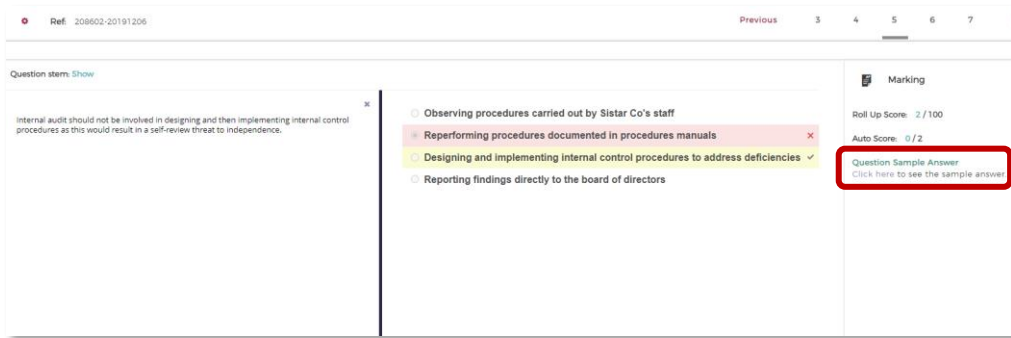 Ref: 208602-20191206
Previous 3 4 5 6 7
Question stem: Show
Marking
Internal audit should not be involved in designing and then implementing internal control
procedures as this would result in a self-review threat to independence.
Observing procedures carried out by Sistar Co's staff
Reperforming procedures documented in procedures manuals
Designing and implementing internal control procedures to address deficiencies
Reporting findings directly to the board of directors
Roll Up Score: 2 / 100
Auto Score: 0 / 2
Question Sample Answer
Click here to see the sample answer.